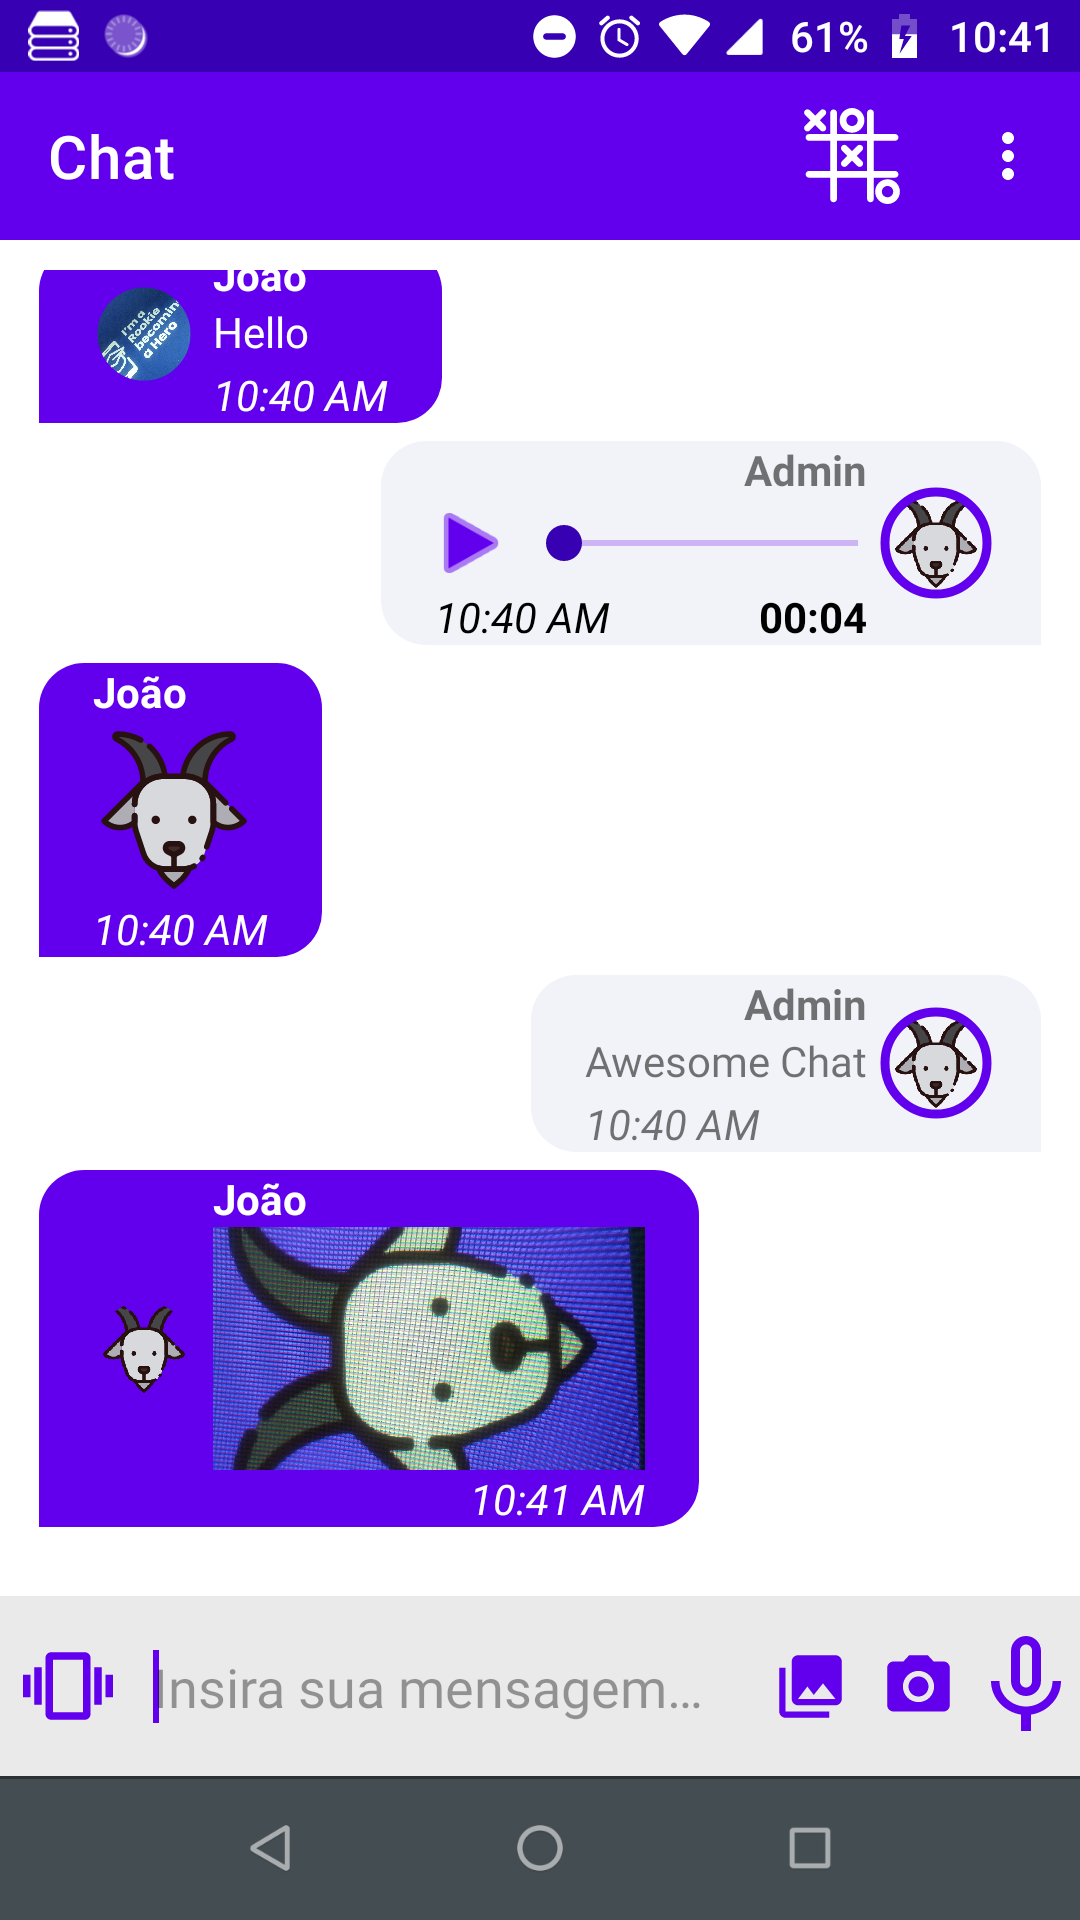 61% 10:41
Chat
João
I'm a
Rookie
becoming
a Hero
Hello
10:40 AM
Admin
10:40 AM 00:04
João
10:40 AM
Admin
Awesome Chat
10:40 AM
João
10:41 AM
Insira sua mensagem...